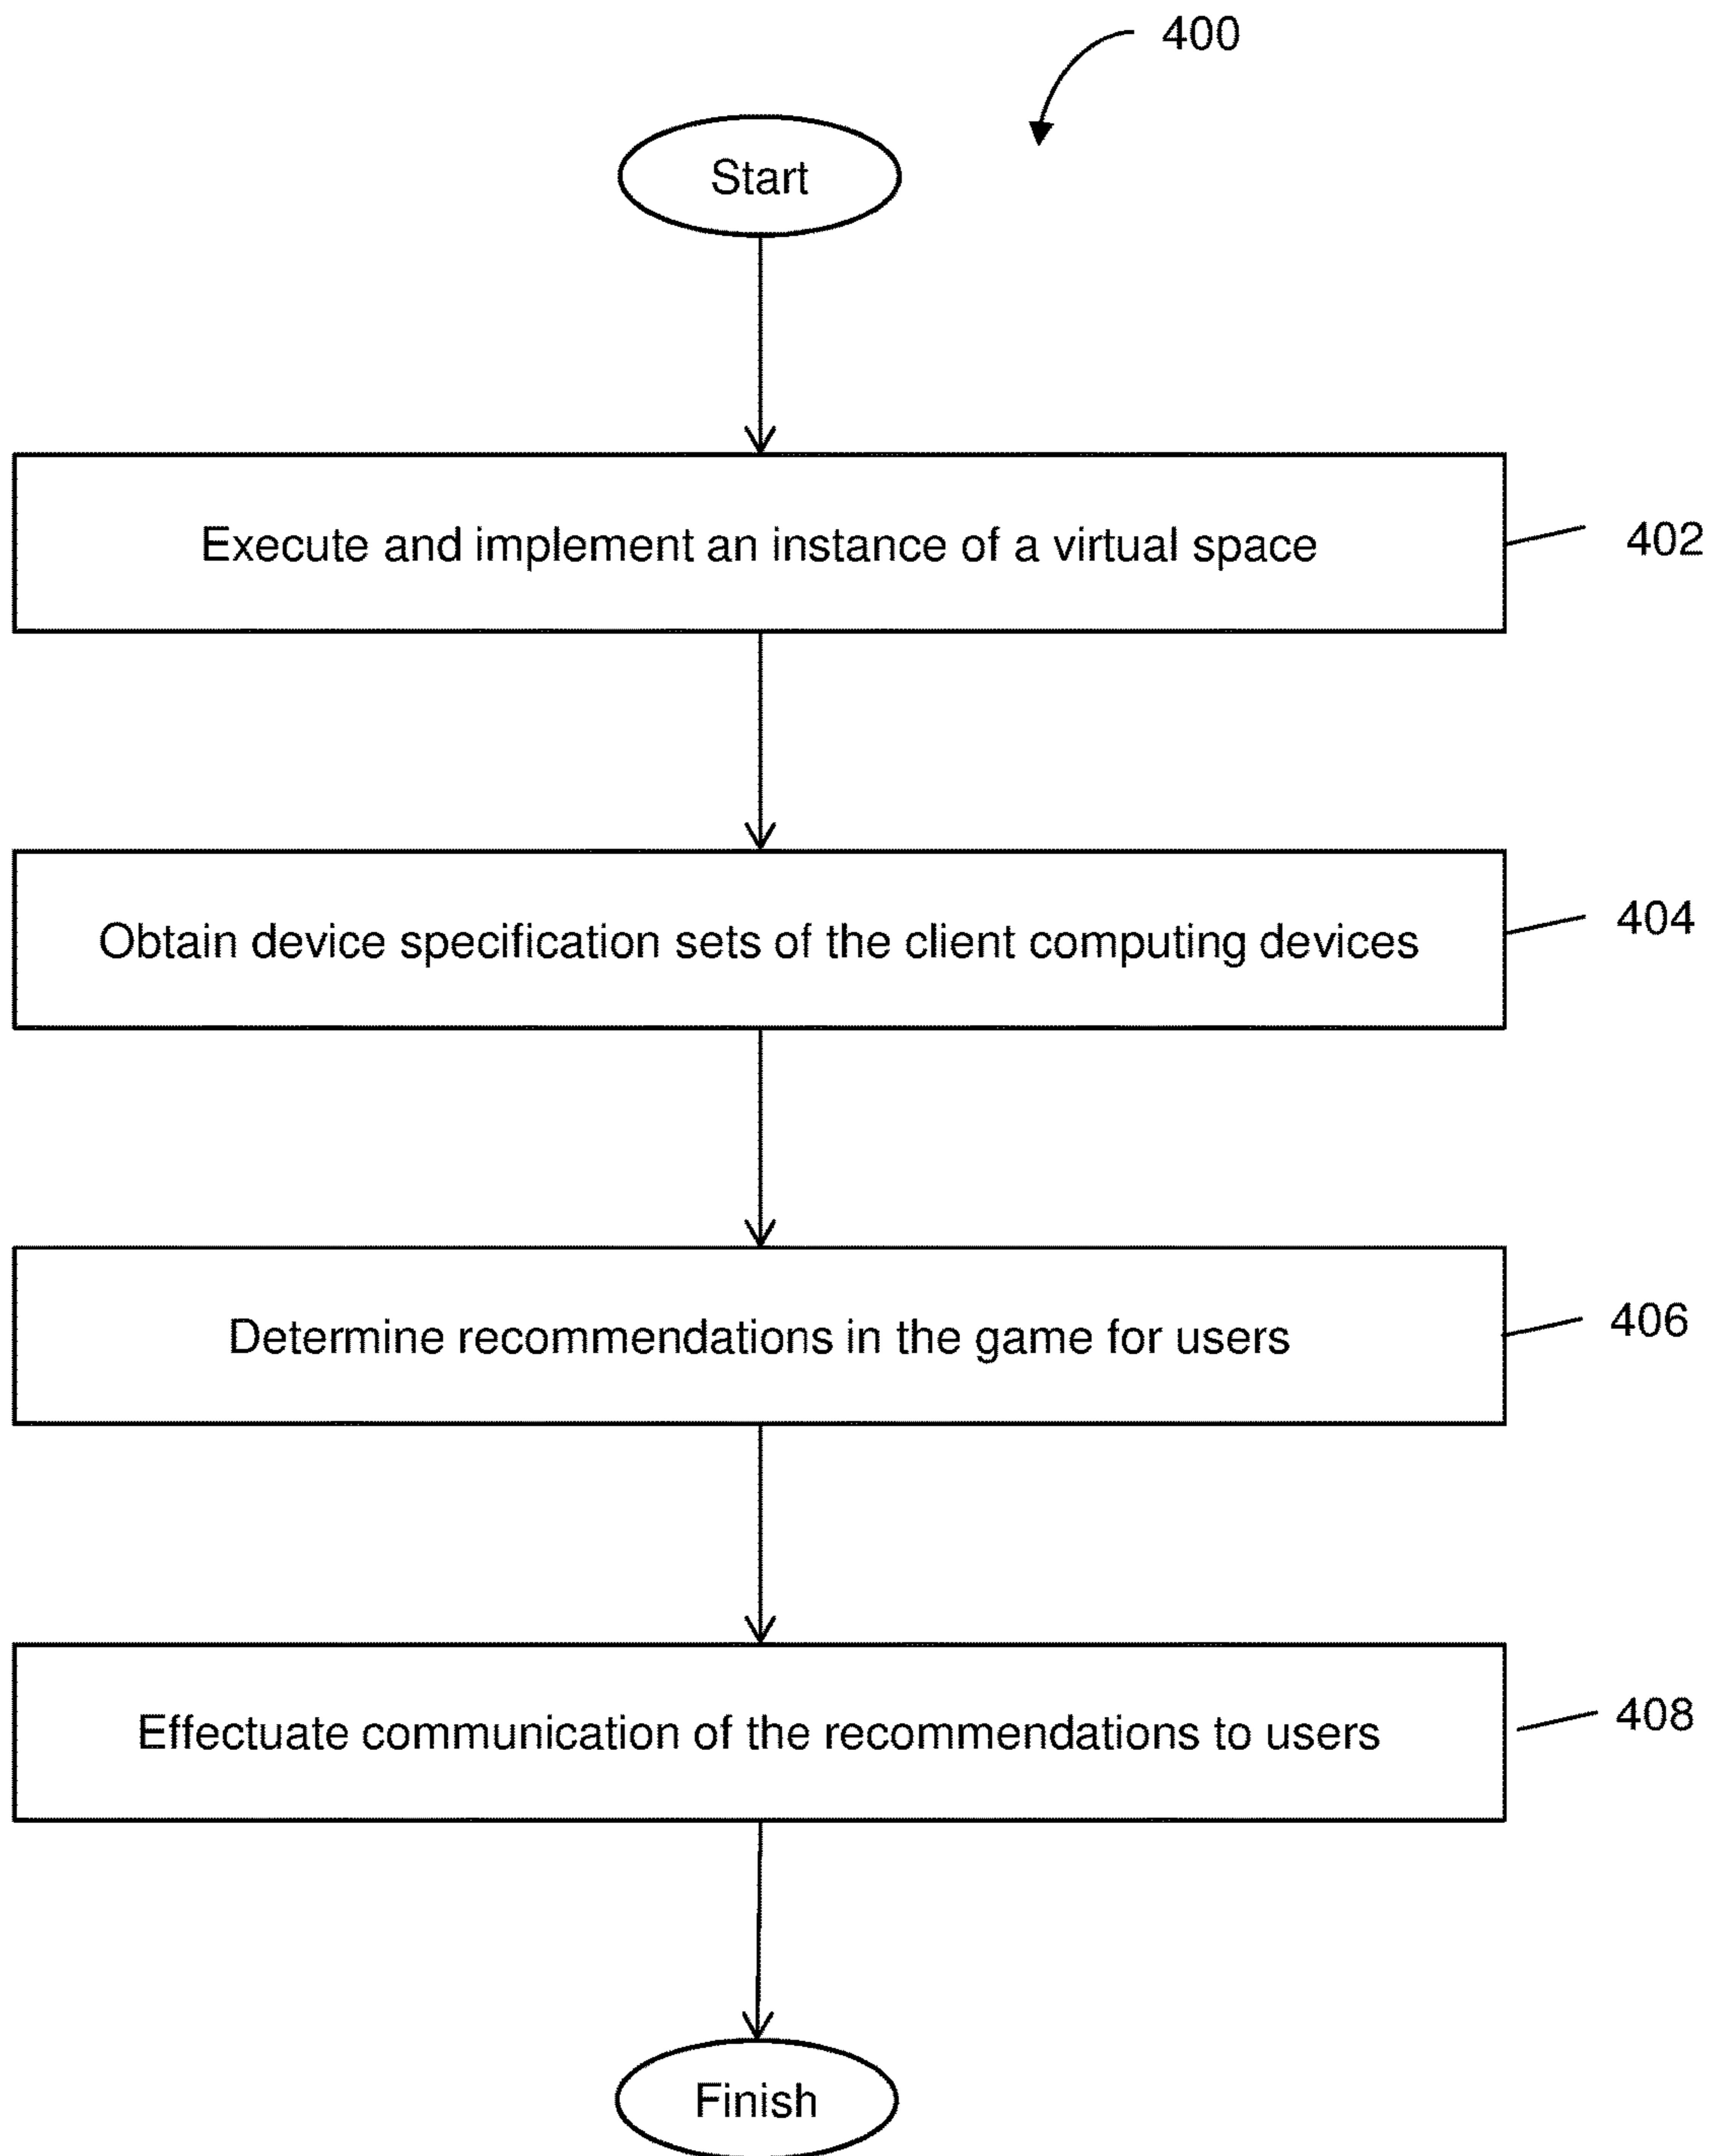 400
Start
Execute and implement an instance of a virtual space
402
Obtain device specification sets of the client computing devices
404
Determine recommendations in the game for users
406
Effectuate communication of the recommendations to users
408
Finish